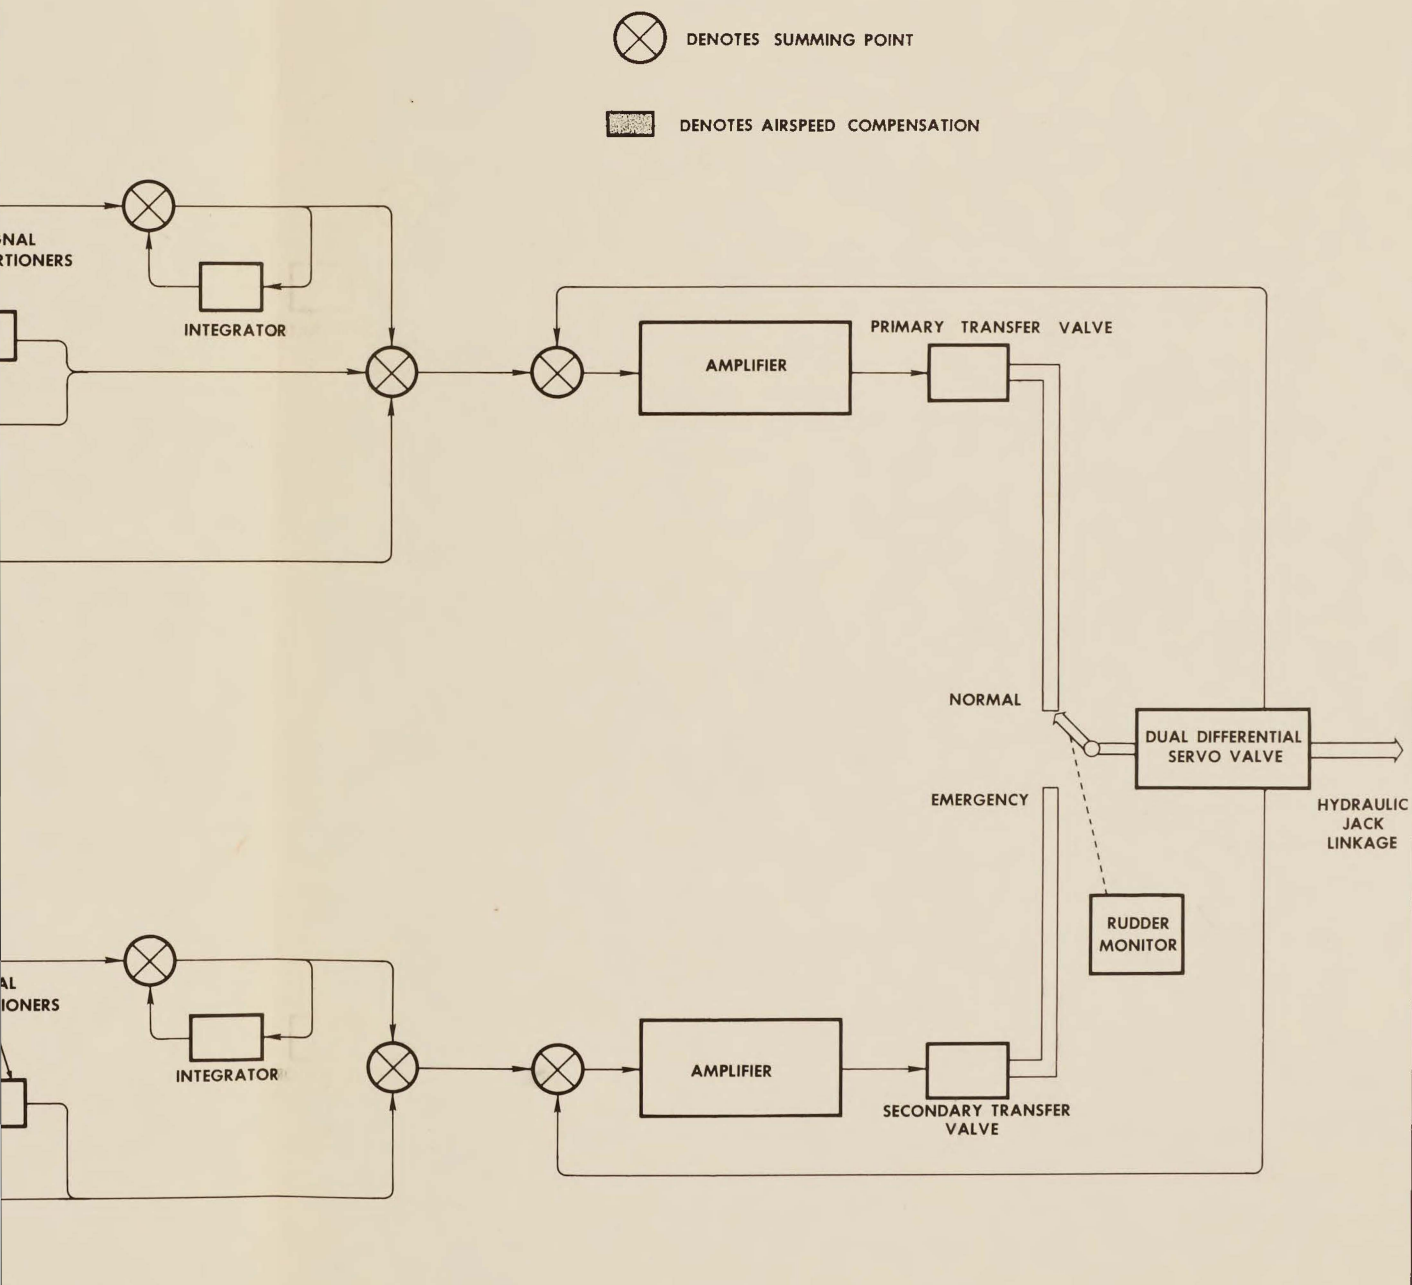 DENOTES SUMMING POINT
DENOTES AIRSPEED COMPENSATION
GNAL
RTIONERS
INTEGRATOR
AMPLIFIER
PRIMARY TRANSFER VALVE
NORMAL
DUAL DIFFERENTIAL
SERVO VALVE
EMERGENCY
HYDRAULIC
JACK
LINKAGE
RUDDER
MONITOR
AL
IONERS
INTEGRATOR
AMPLIFIER
SECONDARY TRANSFER
VALVE